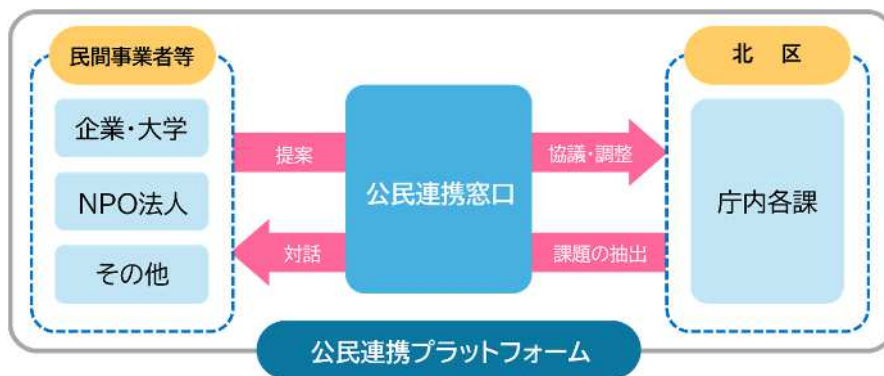 民間事業者等
企業・大学
NPO法人
その他
提案
対話
公民連携窓口
協議・調整
課題の抽出
北 区
庁内各課
公民連携プラットフォーム